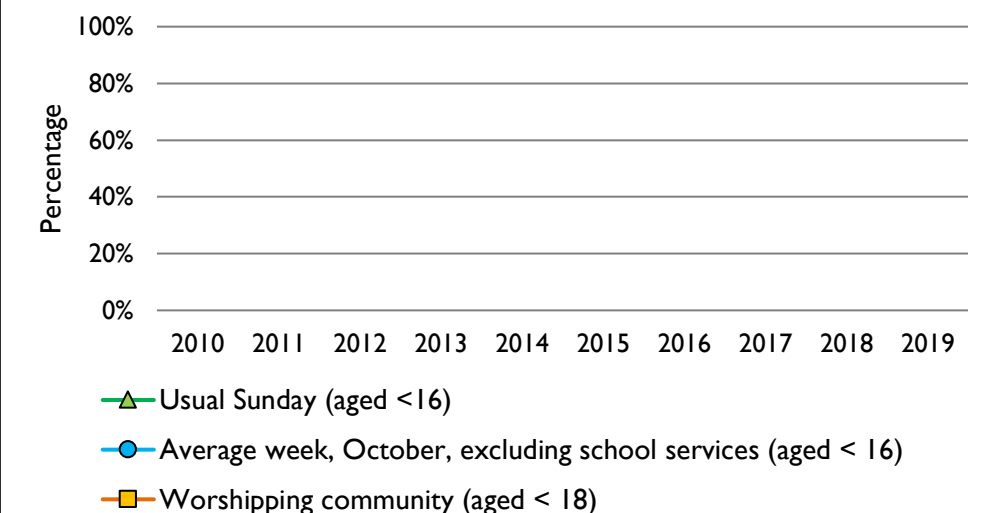 100%
80%
60%
40%
20%
0%
Percentage
2010 2011 2012 2013 2014 2015 2016 2017 2018 2019
Usual Sunday (aged <16)
Average week, October, excluding school services (aged < 16)
Worshipping community (aged < 18)